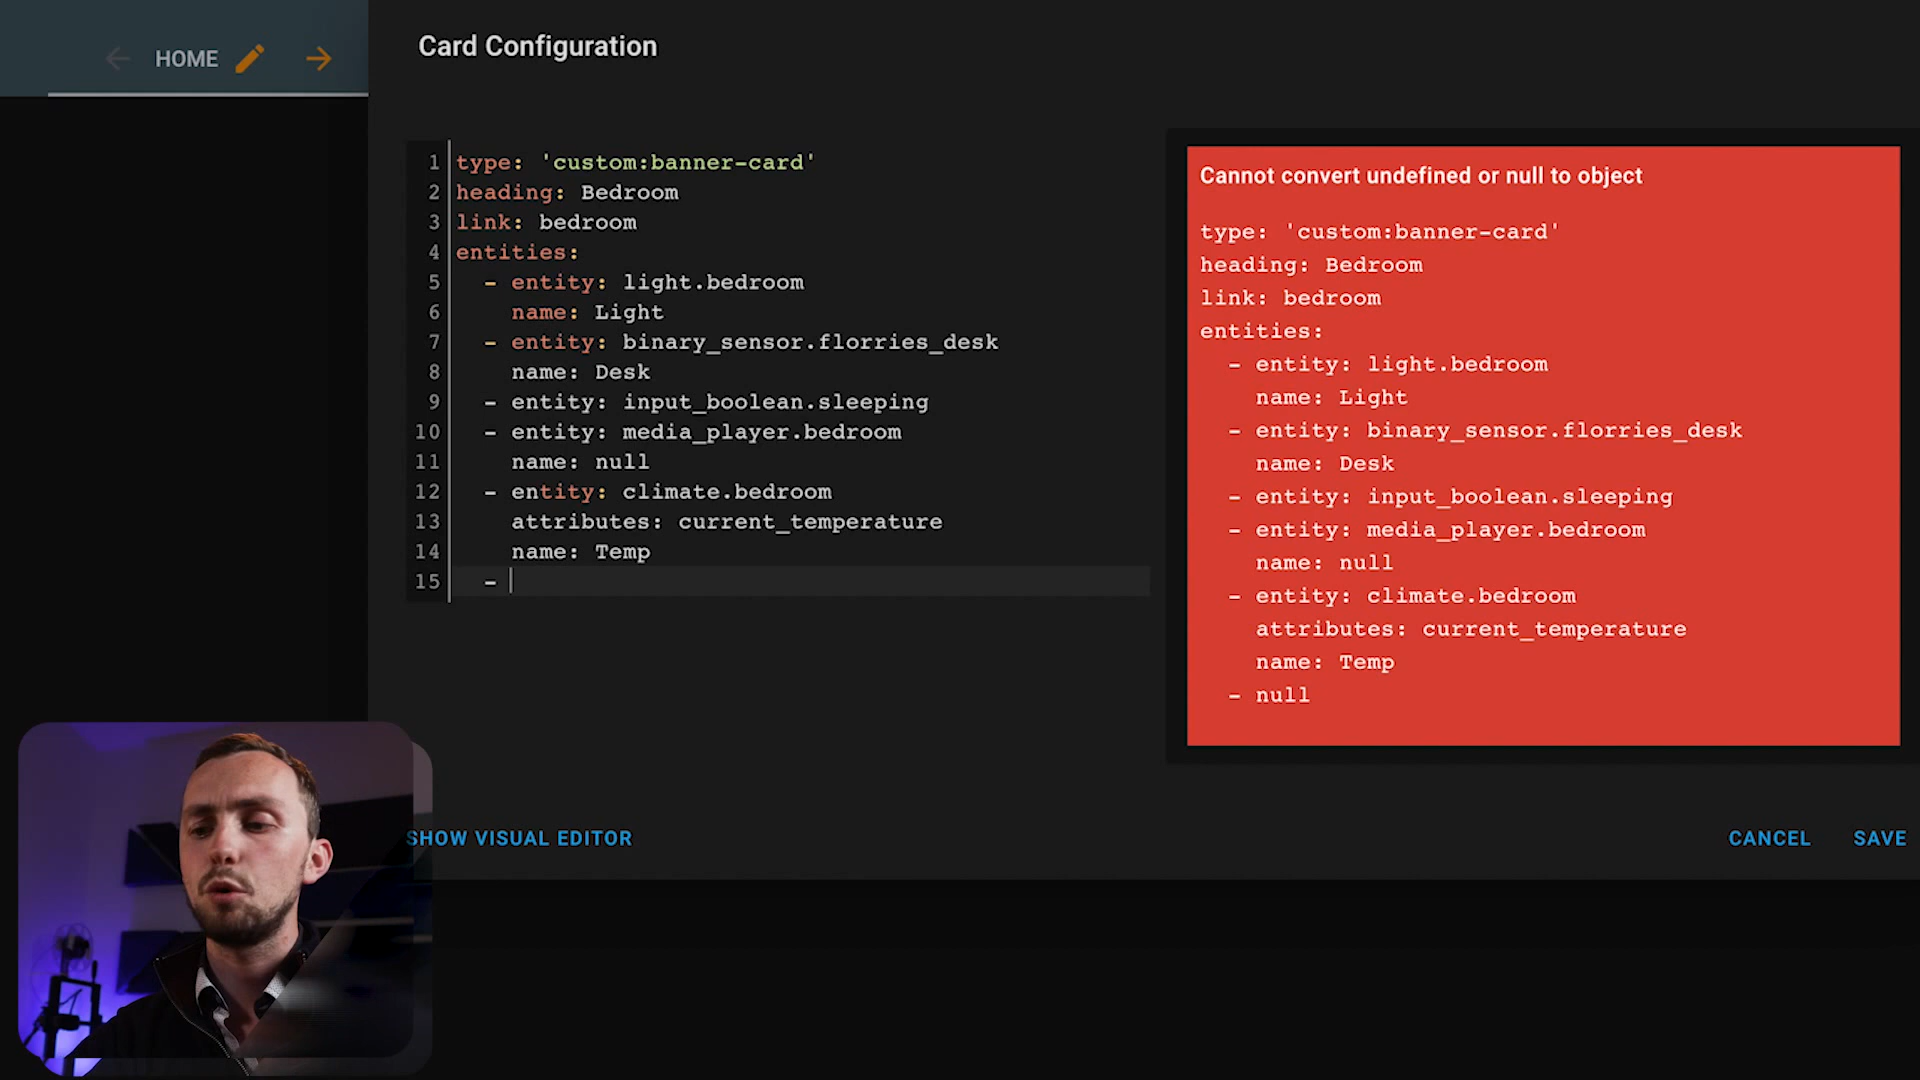 HOME
Card Configuration
1 type: 'custom:banner-card'
2 heading: Bedroom
3 link: bedroom
4 entities:
5 - entity: light.bedroom
6 name: Light
7 - entity: binary_sensor.florries_desk
8 name: Desk
9 - entity: input_boolean.sleeping
10 - entity: media_player.bedroom
11 name: null
12 - entity: climate.bedroom
13 attributes: current_temperature
14 name: Temp
15 -
Cannot convert undefined or null to object
type: 'custom:banner-card'
heading: Bedroom
link: bedroom
entities:
- entity: light.bedroom
name: Light
- entity: binary_sensor.florries_desk
name: Desk
- entity: input_boolean.sleeping
- entity: media_player.bedroom
name: null
- entity: climate.bedroom
attributes: current_temperature
name: Temp
- null
SHOW VISUAL EDITOR
CANCEL
SAVE